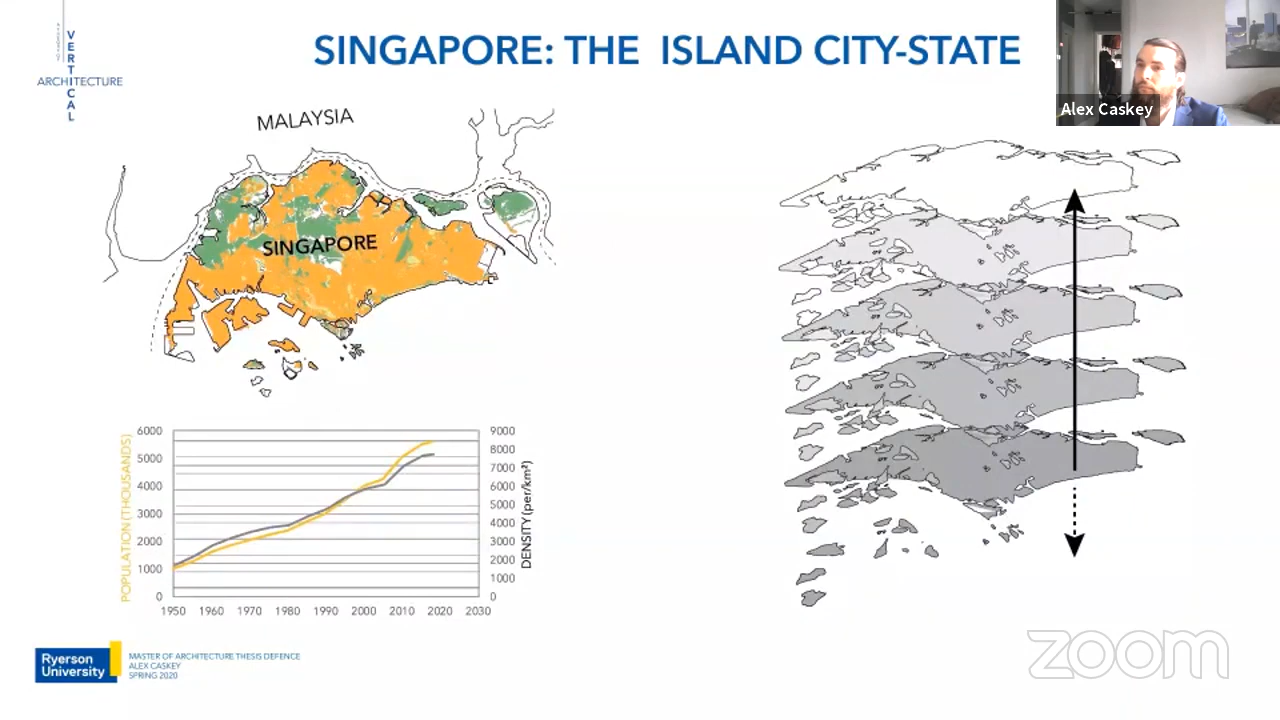 VERTICAL
ARCHITECTURE
SINGAPORE: THE ISLAND CITY-STATE
Alex Caskey
MALAYSIA
SINGAPORE
POPULATION (THOUSANDS)
6000
5000
4000
3000
2000
1000
0
9000
8000
7000
6000
5000
4000
3000
2000
1000
0
DENSITY (per/km²)
1950 1960 1970 1980 1990 2000 2010 2020 2030
Ryerson
University
MASTER OF ARCHITECTURE THESIS DEFENCE
ALEX CASKEY
SPRING 2020
zoom